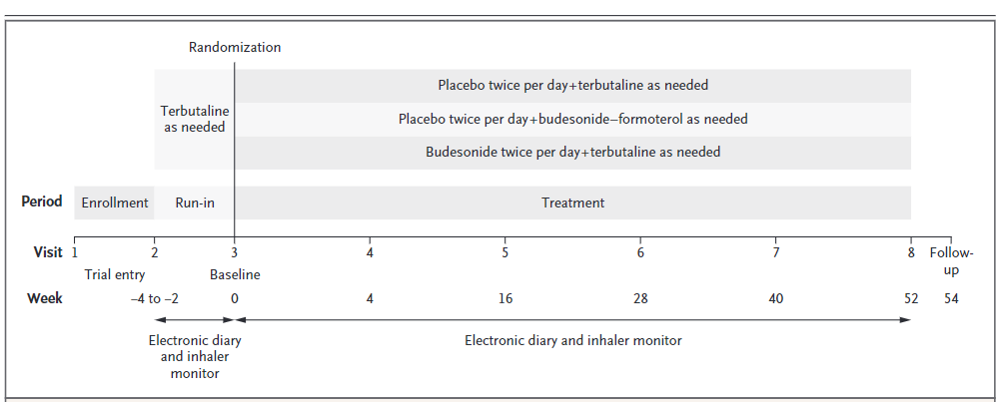 Randomization
Placebo twice per day+terbutaline as needed
Terbutaline
as needed
Placebo twice per day+budesonide–formoterol as needed
Budesonide twice per day+terbutaline as needed
Period Enrollment Run-in Treatment
Visit 1 2 3 4 5 6 7 8 Follow-
up
Trial entry Baseline
Week –4 to –2 0 4 16 28 40 52 54
Electronic diary
and inhaler
monitor
Electronic diary and inhaler monitor